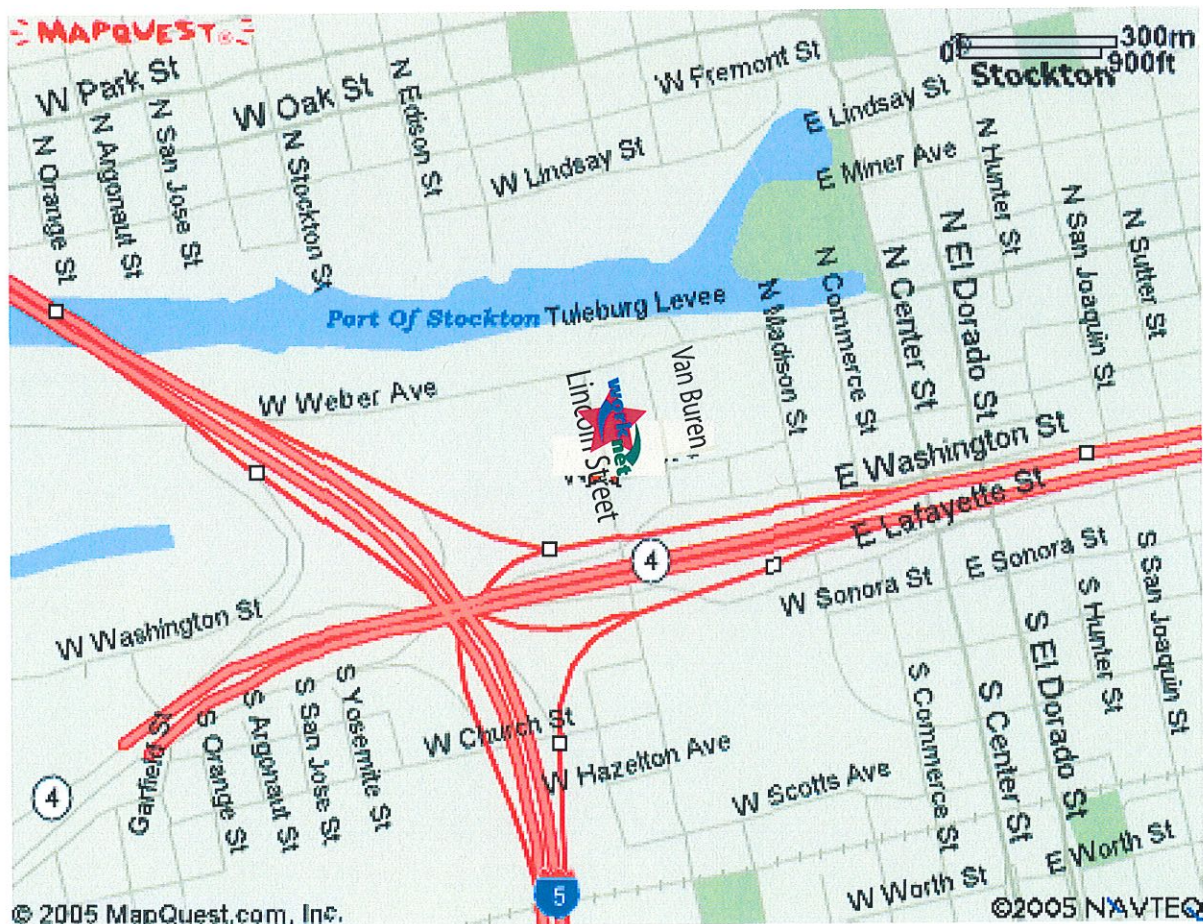 MAPQUEST
300m
0
900ft
Stockton
W Park St
W Oak St
N Edison St
W Fremont St
E Lindsay St
N San Jose St
N Argonaut St
N Orange St
N Stockton St
W Lindsay St
E Miner Ave
N Hunter St
N El Dorado St
N San Joaquin St
N Sutter St
N Center St
N Commerce St
N Madison St
Port Of Stockton
Tuleburg Levee
W Weber Ave
Lincoln Street
work
net
Van Buren
E Washington St
E Lafayette St
4
E Sonora St
W Sonora St
S San Joaquin St
S Hunter St
S El Dorado St
S Center St
S Commerce St
W Washington St
S Yosemite St
S San Jose St
S Argonaut St
S Orange St
Garfield St
4
W Church St
W Hazelton Ave
W Scotts Ave
E Worth St
W Worth St
5
© 2005 MapQuest.com, Inc.
©2005 NAVTEQ